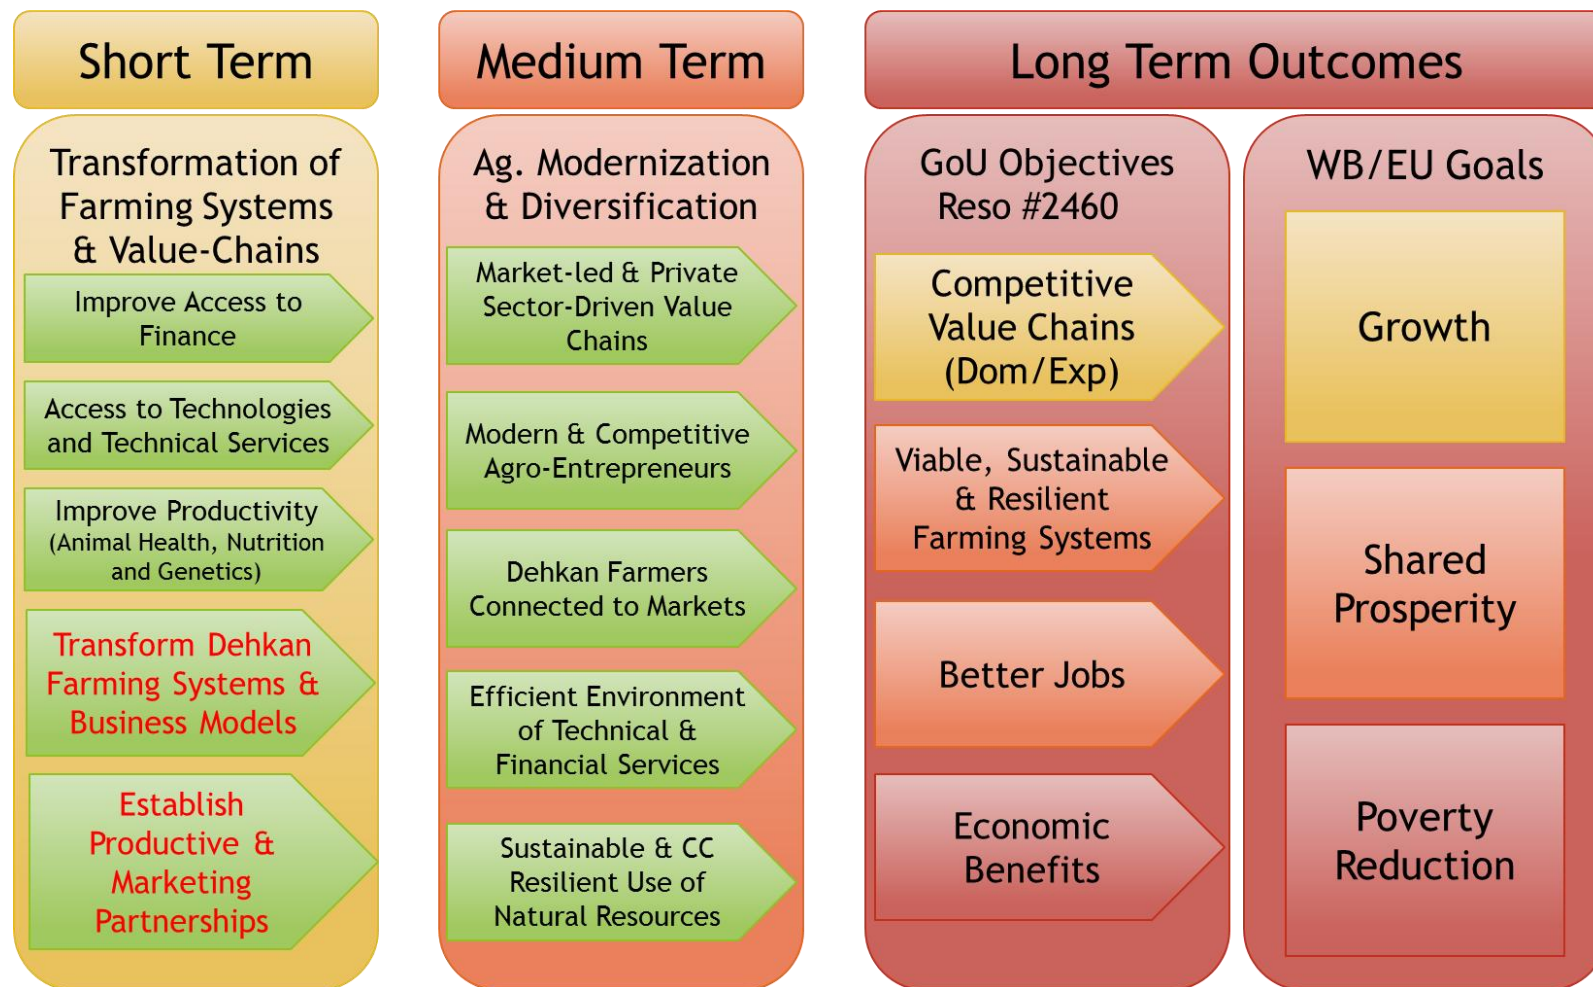 Short Term
Transformation of
Farming Systems
& Value-Chains
Improve Access to
Finance
Access to Technologies
and Technical Services
Improve Productivity
(Animal Health, Nutrition
and Genetics)
Transform Dehkan
Farming Systems &
Business Models
Establish
Productive &
Marketing
Partnerships
Medium Term
Ag. Modernization
& Diversification
Market-led & Private
Sector-Driven Value
Chains
Modern & Competitive
Agro-Entrepreneurs
Dehkan Farmers
Connected to Markets
Efficient Environment
of Technical &
Financial Services
Sustainable & CC
Resilient Use of
Natural Resources
Long Term Outcomes
GoU Objectives
Reso #2460
Competitive
Value Chains
(Dom/Exp)
Viable, Sustainable
& Resilient
Farming Systems
Better Jobs
Economic
Benefits
WB/EU Goals
Growth
Shared
Prosperity
Poverty
Reduction